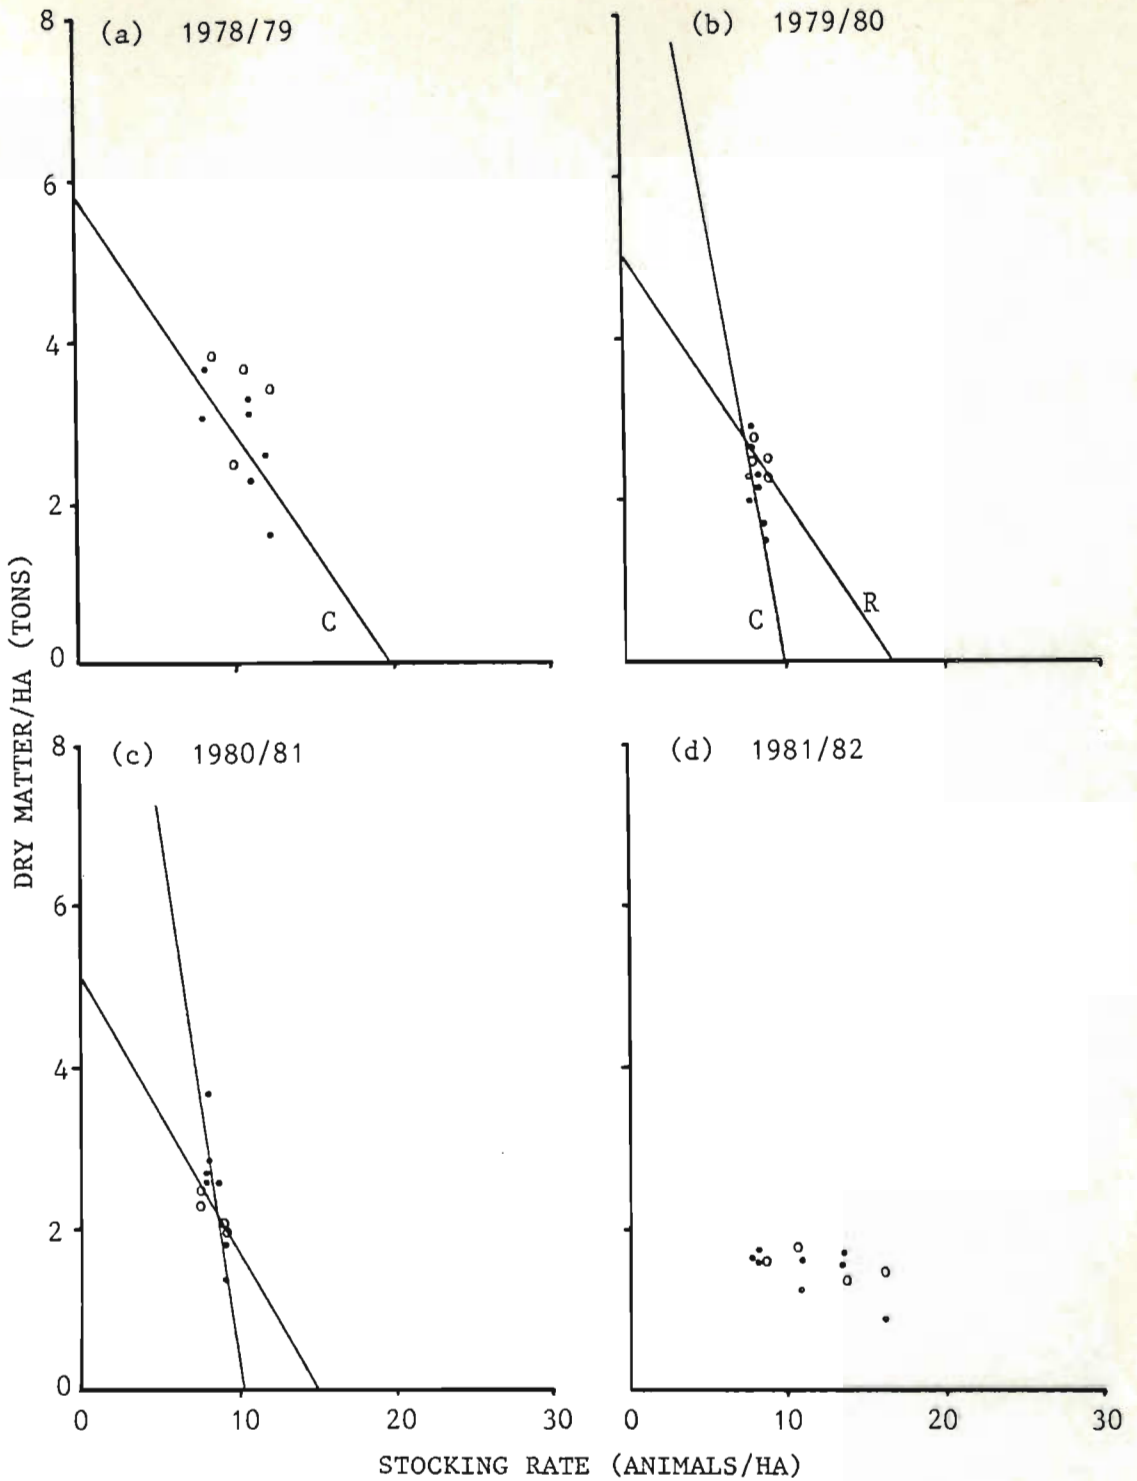 (a) 1978/79
(b) 1979/80
8
6
4
2
0
C
C
R
DRY MATTER/HA (TONS)
(c) 1980/81
(d) 1981/82
8
6
4
2
0
0 10 20 30
0 10 20 30
STOCKING RATE (ANIMALS/HA)